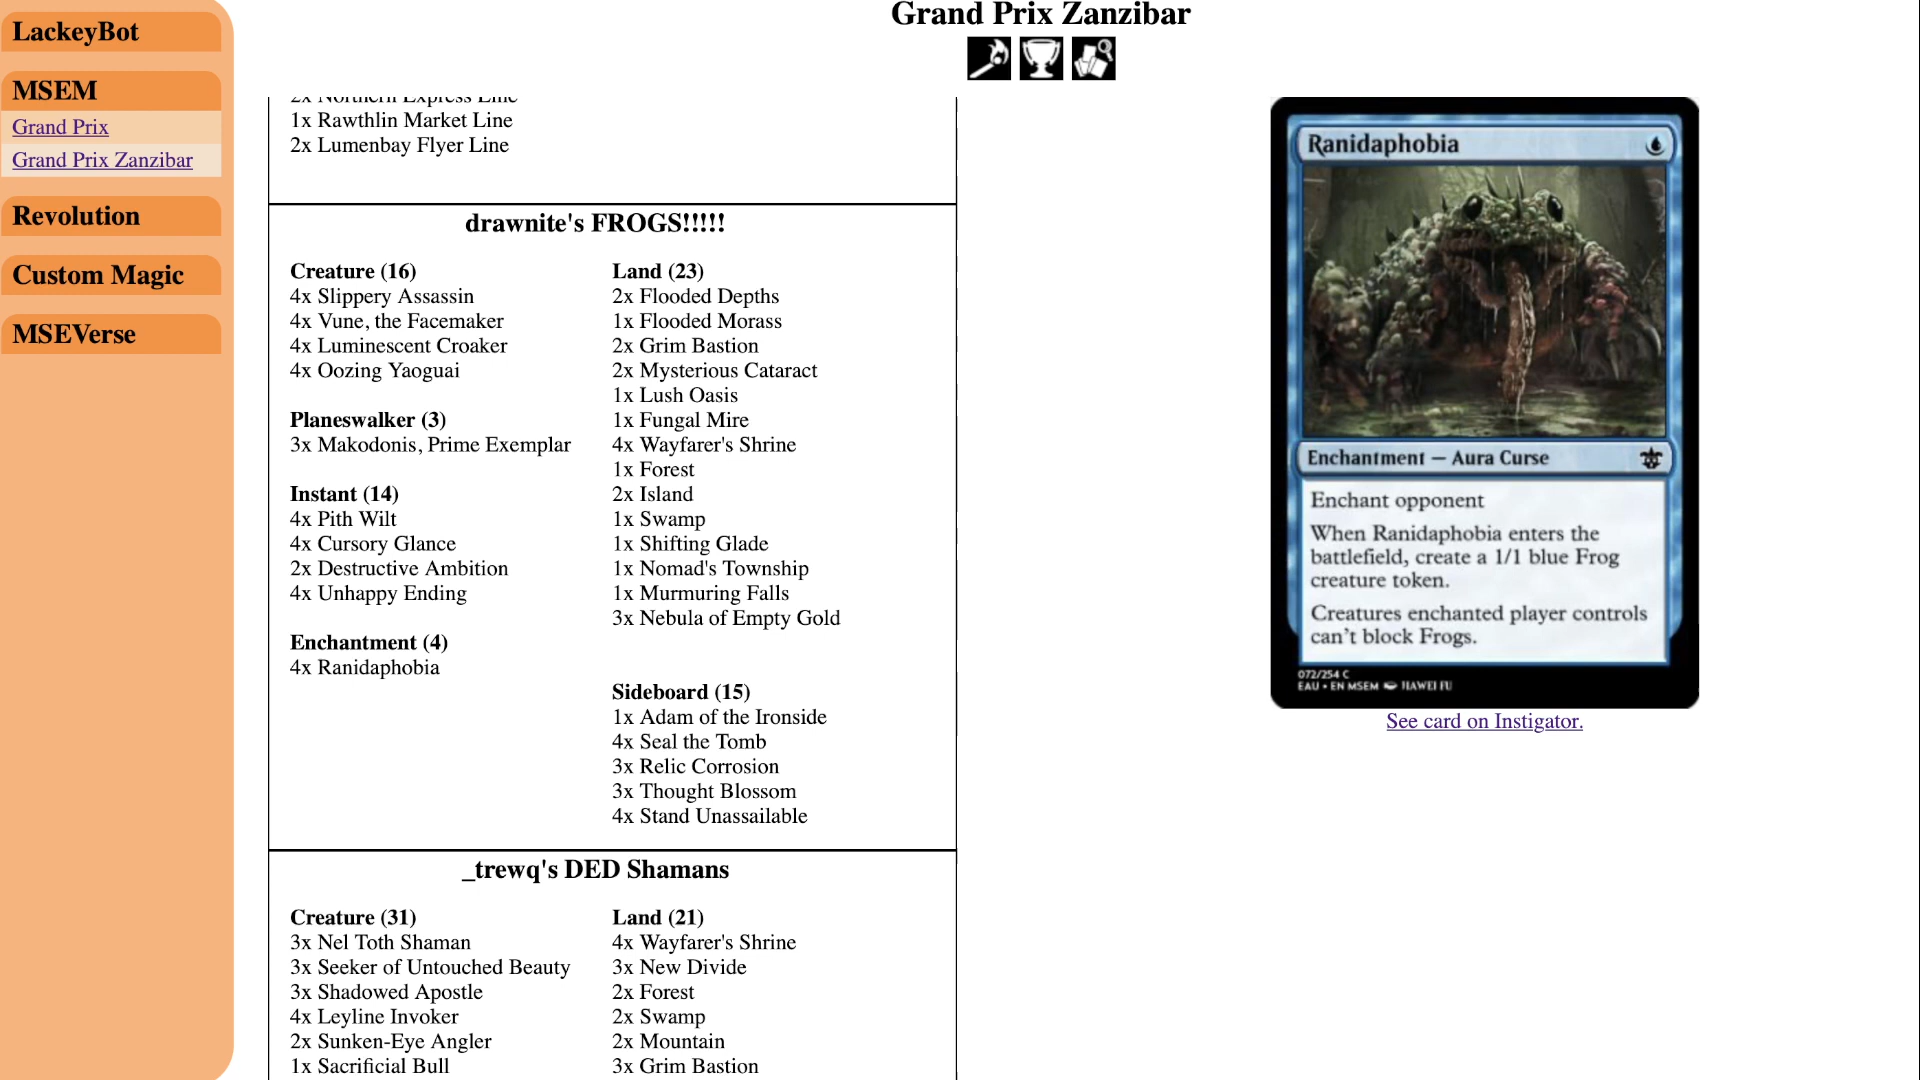 Grand Prix Zanzibar
LackeyBot
MSEM
Grand Prix
Grand Prix Zanzibar
Revolution
Custom Magic
MSEVerse
2x Northern Express Line
1x Rawthlin Market Line
2x Lumenbay Flyer Line
drawnite's FROGS!!!!!
Creature (16)
4x Slippery Assassin
4x Vune, the Facemaker
4x Luminescent Croaker
4x Oozing Yaoguai
Planeswalker (3)
3x Makodonis, Prime Exemplar
Instant (14)
4x Pith Wilt
4x Cursory Glance
2x Destructive Ambition
4x Unhappy Ending
Enchantment (4)
4x Ranidaphobia
Land (23)
2x Flooded Depths
1x Flooded Morass
2x Grim Bastion
2x Mysterious Cataract
1x Lush Oasis
1x Fungal Mire
4x Wayfarer's Shrine
1x Forest
2x Island
1x Swamp
1x Shifting Glade
1x Nomad's Township
1x Murmuring Falls
3x Nebula of Empty Gold
Sideboard (15)
1x Adam of the Ironside
4x Seal the Tomb
3x Relic Corrosion
3x Thought Blossom
4x Stand Unassailable
_trewq's DED Shamans
Creature (31)
3x Nel Toth Shaman
3x Seeker of Untouched Beauty
3x Shadowed Apostle
4x Leyline Invoker
2x Sunken-Eye Angler
1x Sacrificial Bull
Land (21)
4x Wayfarer's Shrine
3x New Divide
2x Forest
2x Swamp
2x Mountain
3x Grim Bastion
Ranidaphobia
Enchantment — Aura Curse
Enchant opponent
When Ranidaphobia enters the
battlefield, create a 1/1 blue Frog
creature token.
Creatures enchanted player controls
can't block Frogs.
072/254 C
EAU • EN MSEM HAWEI FU
See card on Instigator.